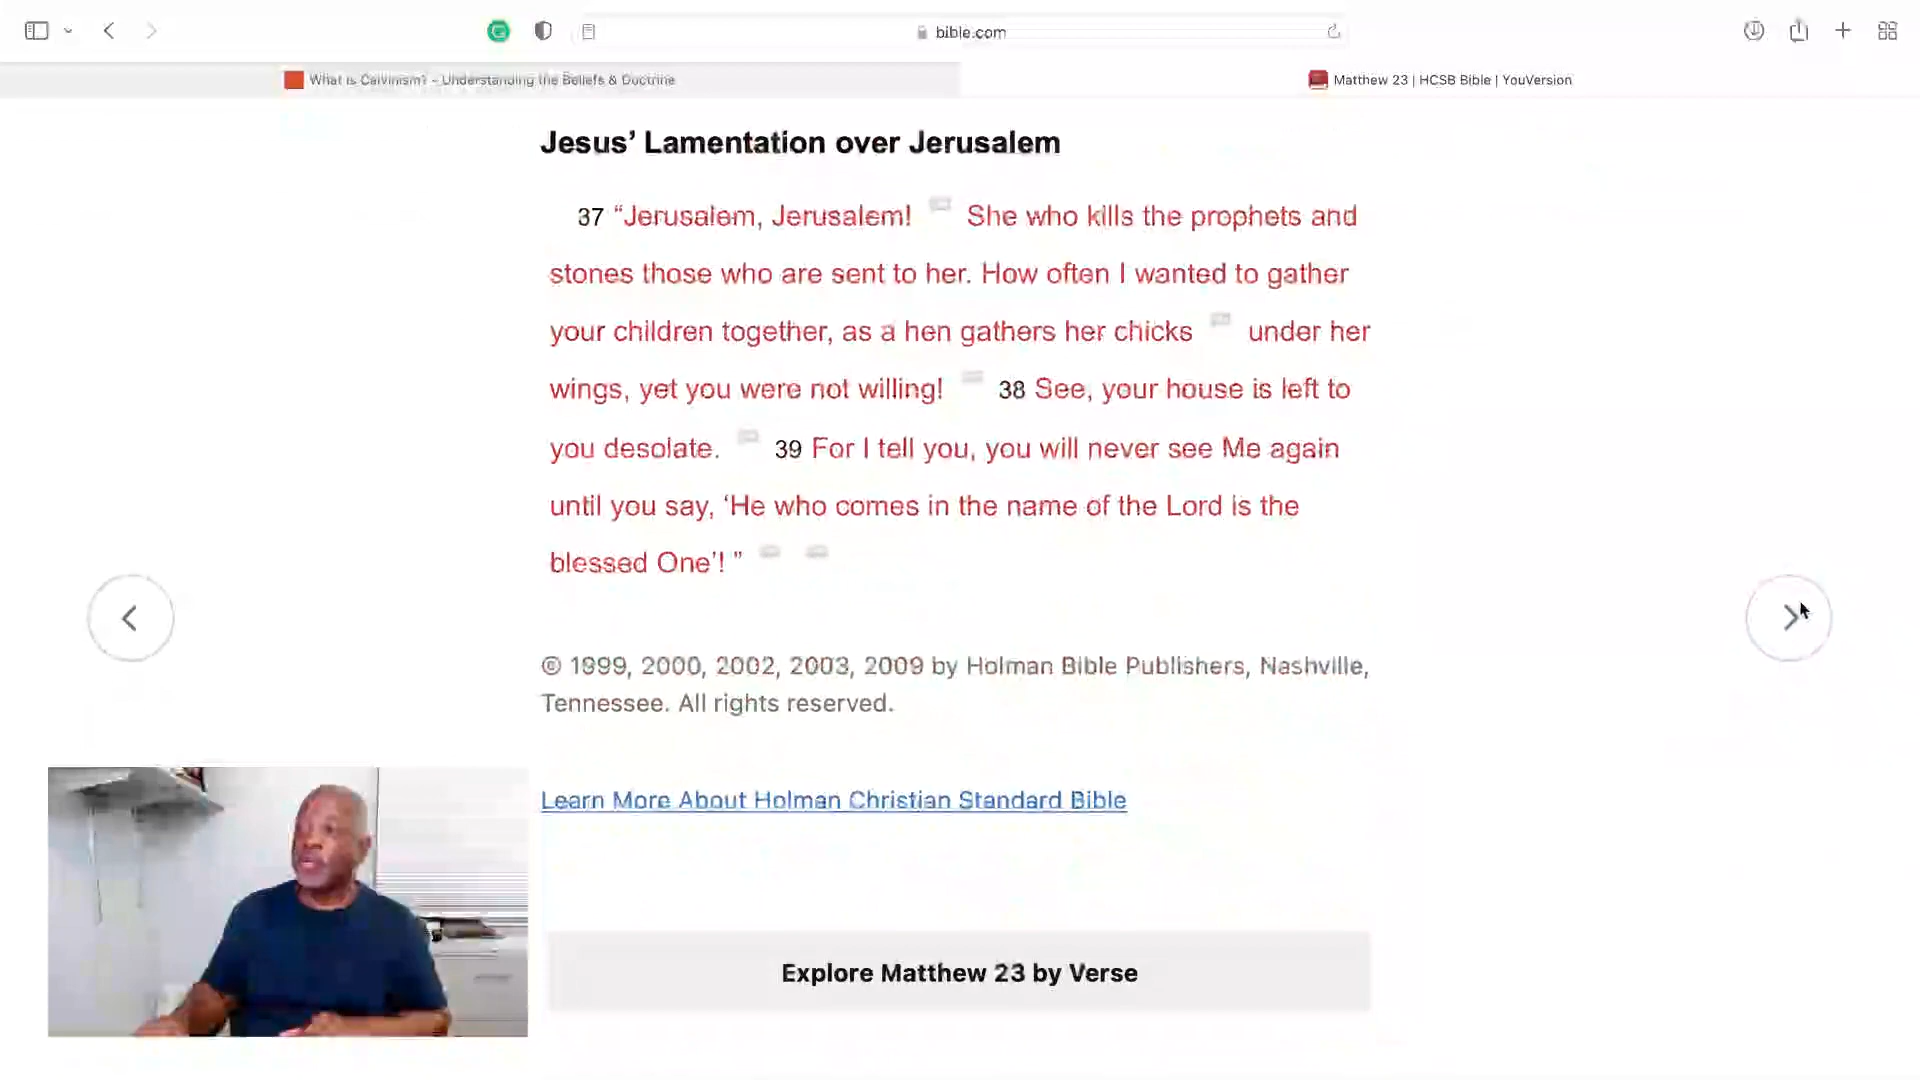 bible.com
What is Calvinism? - Understanding the Beliefs & Doctrine
Matthew 23 | HCSB Bible | YouVersion
Jesus’ Lamentation over Jerusalem
37 “Jerusalem, Jerusalem! She who kills the prophets and
stones those who are sent to her. How often I wanted to gather
your children together, as a hen gathers her chicks under her
wings, yet you were not willing! 38 See, your house is left to
you desolate. 39 For I tell you, you will never see Me again
until you say, ‘He who comes in the name of the Lord is the
blessed One’! ”
© 1999, 2000, 2002, 2003, 2009 by Holman Bible Publishers, Nashville,
Tennessee. All rights reserved.
Learn More About Holman Christian Standard Bible
Explore Matthew 23 by Verse